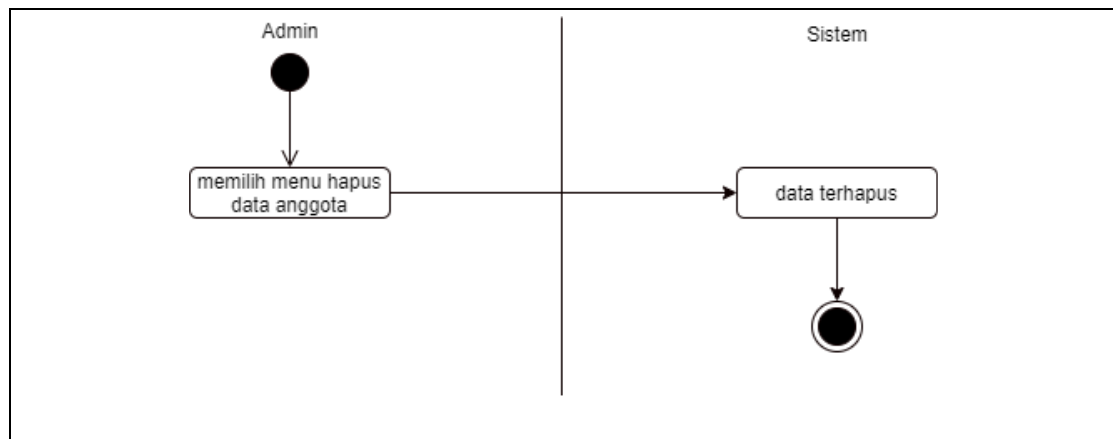 Admin
Sistem
memilih menu hapus
data anggota
data terhapus